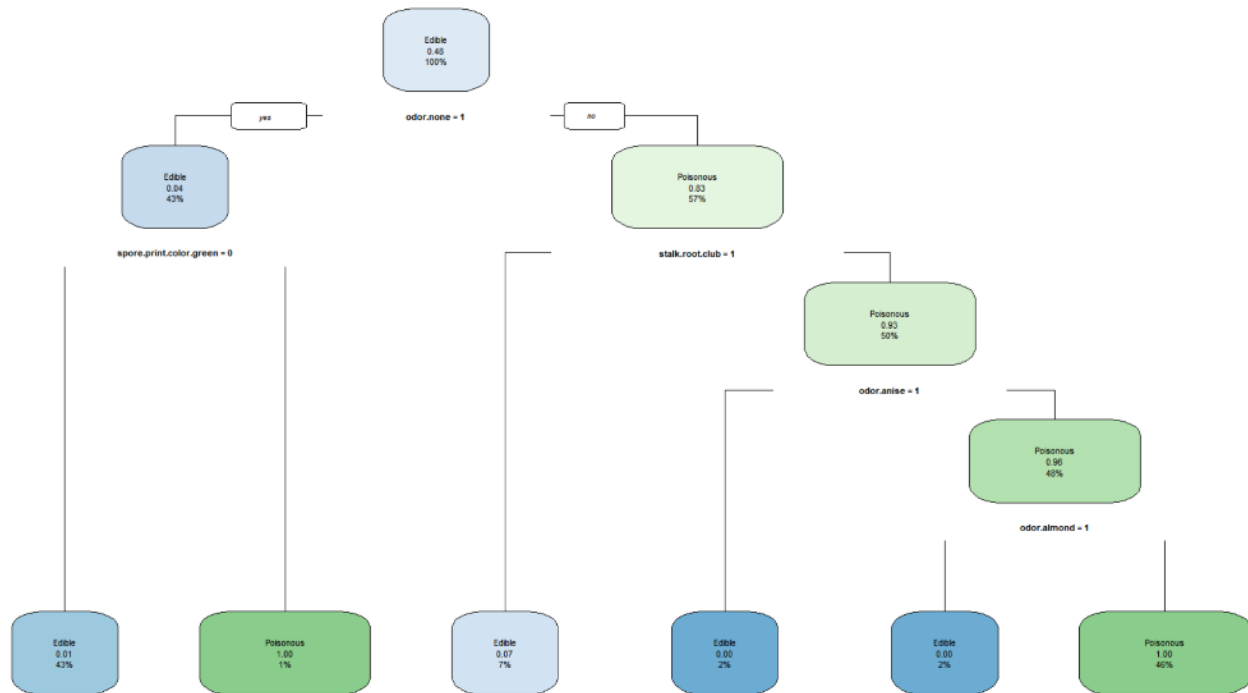 Edible
0.48
100%
yes
odor.none = 1
no
Edible
0.04
43%
Poisonous
0.83
57%
spore.print.color.green = 0
stalk.root.club = 1
Poisonous
0.93
50%
odor.anise = 1
Poisonous
0.96
48%
odor.almond = 1
Edible
0.01
43%
Poisonous
1.00
1%
Edible
0.07
7%
Edible
0.00
2%
Edible
0.00
2%
Poisonous
1.00
46%